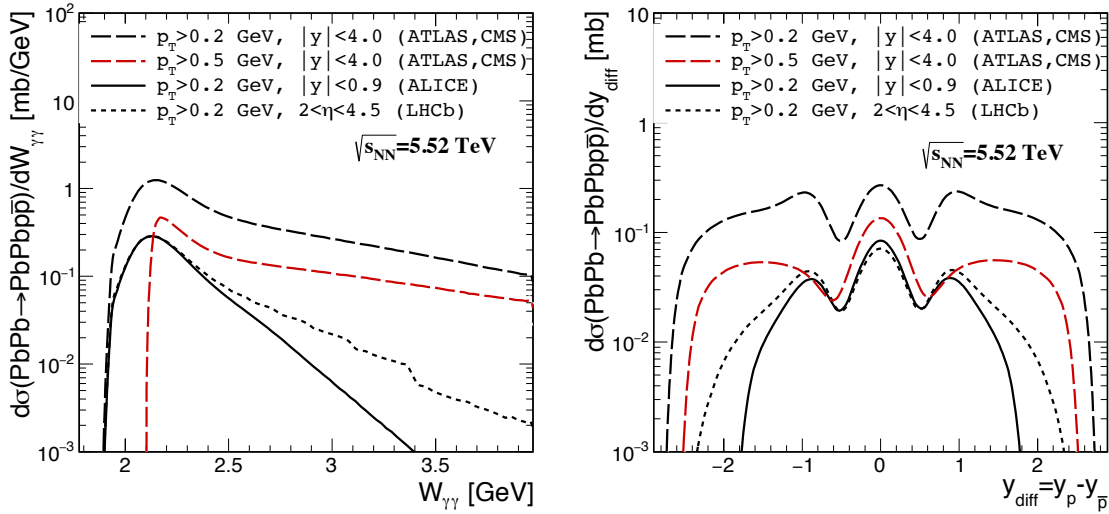 dσ(PbPb→PbPbpp̅)/dW_γγ [mb/GeV]
10²
10
1
10⁻¹
10⁻²
10⁻³
p_T>0.2 GeV, |y|<4.0 (ATLAS,CMS)
p_T>0.5 GeV, |y|<4.0 (ATLAS,CMS)
p_T>0.2 GeV, |y|<0.9 (ALICE)
p_T>0.2 GeV, 2<η<4.5 (LHCb)
√s_NN=5.52 TeV
2 2.5 3 3.5
W_γγ [GeV]
dσ(PbPb→PbPbpp̅)/dy_diff [mb]
10
1
10⁻¹
10⁻²
10⁻³
p_T>0.2 GeV, |y|<4.0 (ATLAS,CMS)
p_T>0.5 GeV, |y|<4.0 (ATLAS,CMS)
p_T>0.2 GeV, |y|<0.9 (ALICE)
p_T>0.2 GeV, 2<η<4.5 (LHCb)
√s_NN=5.52 TeV
−2 −1 0 1 2
y_diff=y_p-y_p̅